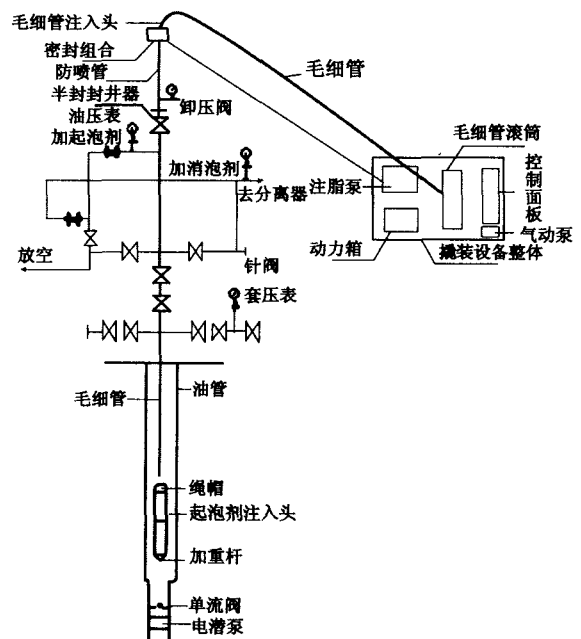 毛细管注入头
密封组合
防喷管
半封封井器
油压表
加起泡剂
卸压阀
毛细管
毛细管滚筒
注脂泵
控制面板
动力箱
气动泵
撬装设备整体
加消泡剂
去分离器
放空
针阀
套压表
毛细管
油管
绳帽
起泡剂注入头
加重杆
单流阀
电潜泵